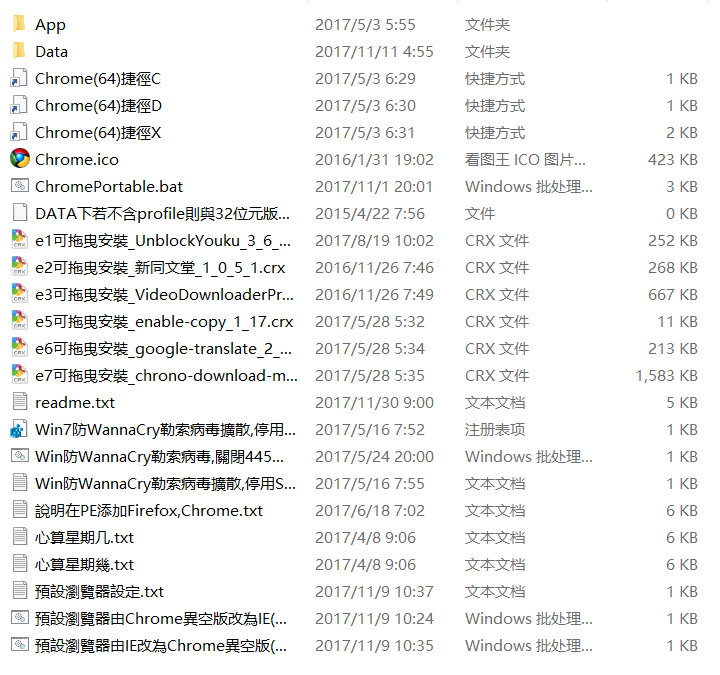 App 2017/5/3 5:55 文件夹
Data 2017/11/11 4:55 文件夹
Chrome(64)捷徑C 2017/5/3 6:29 快捷方式 1 KB
Chrome(64)捷徑D 2017/5/3 6:30 快捷方式 1 KB
Chrome(64)捷徑X 2017/5/3 6:31 快捷方式 2 KB
Chrome.ico 2016/1/31 19:02 看图王 ICO 图片... 423 KB
ChromePortable.bat 2017/11/1 20:01 Windows 批处理... 3 KB
DATA下若不含profile則與32位元版... 2015/4/22 7:56 文件 0 KB
e1可拖曳安裝_UnblockYouku_3_6_... 2017/8/19 10:02 CRX 文件 252 KB
e2可拖曳安裝_新同文堂_1_0_5_1.crx 2016/11/26 7:46 CRX 文件 268 KB
e3可拖曳安裝_VideoDownloaderPr... 2016/11/26 7:49 CRX 文件 667 KB
e5可拖曳安裝_enable-copy_1_17.crx 2017/5/28 5:32 CRX 文件 11 KB
e6可拖曳安裝_google-translate_2_... 2017/5/28 5:34 CRX 文件 213 KB
e7可拖曳安裝_chrono-download-m... 2017/5/28 5:35 CRX 文件 1,583 KB
readme.txt 2017/11/30 9:00 文本文档 5 KB
Win7防WannaCry勒索病毒擴散,停用... 2017/5/16 7:52 注册表项 1 KB
Win防WannaCry勒索病毒,關閉445... 2017/5/24 20:00 Windows 批处理... 1 KB
Win防WannaCry勒索病毒擴散,停用S... 2017/5/16 7:55 文本文档 1 KB
說明在PE添加Firefox,Chrome.txt 2017/6/18 7:02 文本文档 6 KB
心算星期几.txt 2017/4/8 9:06 文本文档 6 KB
心算星期幾.txt 2017/4/8 9:06 文本文档 6 KB
預設瀏覽器設定.txt 2017/11/9 10:37 文本文档 1 KB
預設瀏覽器由Chrome異空版改為IE(... 2017/11/9 10:24 Windows 批处理... 1 KB
預設瀏覽器由IE改為Chrome異空版(... 2017/11/9 10:35 Windows 批处理... 1 KB